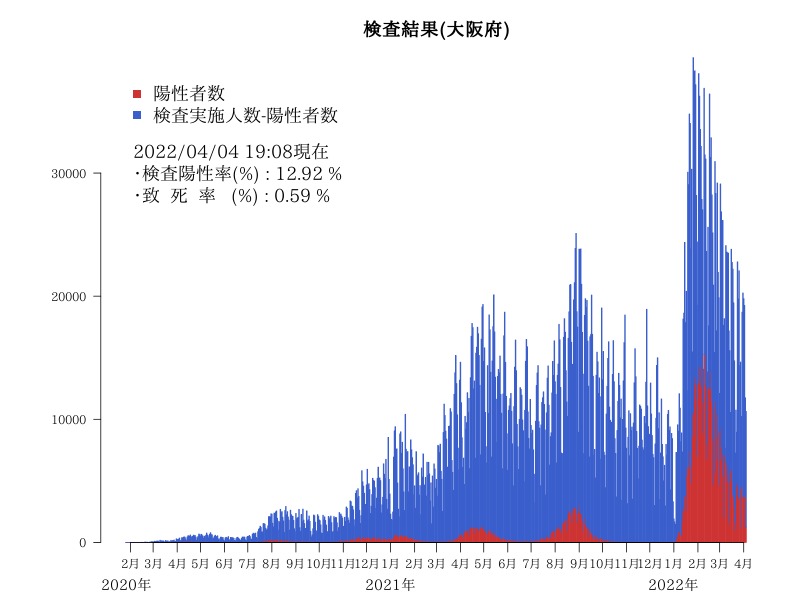 検査結果(大阪府)
陽性者数
検査実施人数-陽性者数
2022/04/04 19:08現在
・検査陽性率(%) : 12.92 %
・致 死 率 (%) : 0.59 %
30000
20000
10000
0
2月 3月 4月 5月 6月 7月 8月 9月 10月 11月 12月 1月 2月 3月 4月 5月 6月 7月 8月 9月 10月 11月 12月 1月 2月 3月 4月
2020年 2021年 2022年